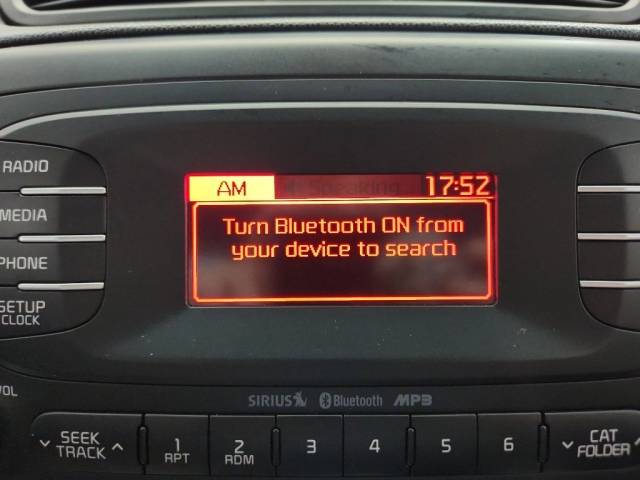 RADIO
MEDIA
PHONE
SETUP
CLOCK
VOL
AM Speaking 17:52
Turn Bluetooth ON from
your device to search
SIRIUS Bluetooth MP3
SEEK
TRACK
1
RPT
2
RDM
3
4
5
6
CAT
FOLDER